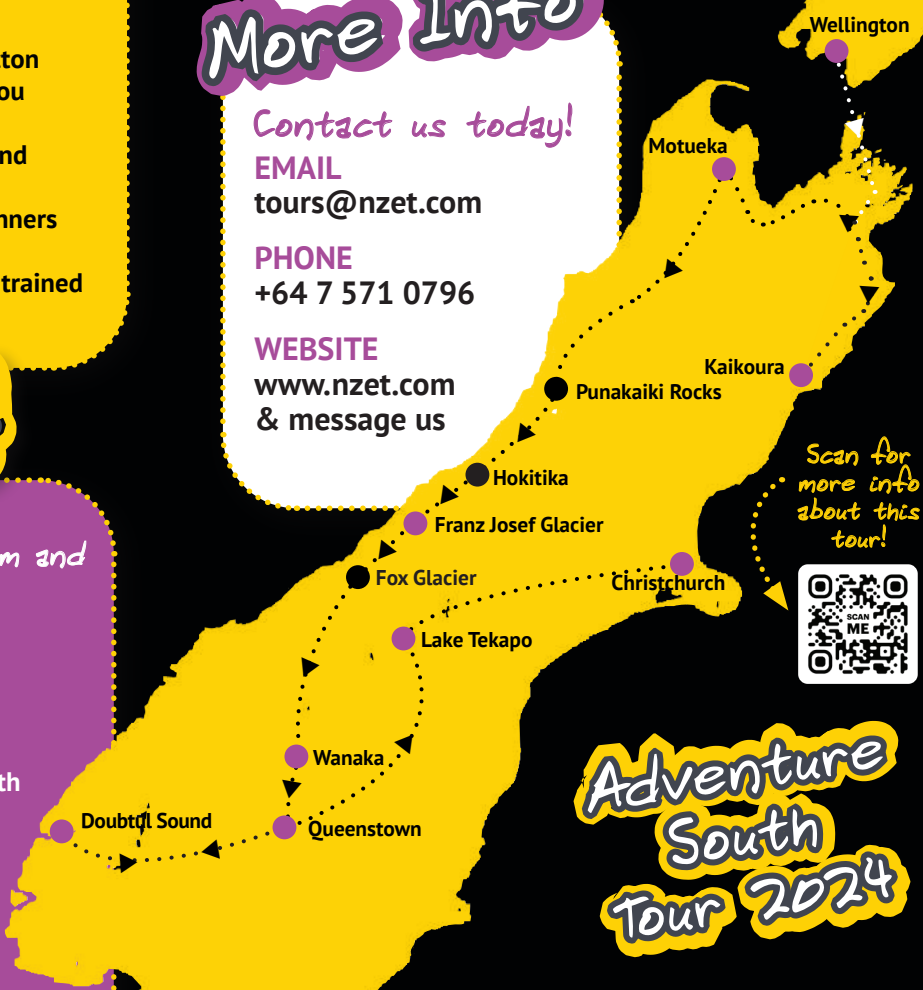 ton
ou
nd
nners
trained
m and
th
More Info
Contact us today!
EMAIL
tours@nzet.com
PHONE
+64 7 571 0796
WEBSITE
www.nzet.com
& message us
Wellington
Motueka
Kaikoura
Punakaiki Rocks
Hokitika
Franz Josef Glacier
Fox Glacier
Christchurch
Lake Tekapo
Wanaka
Doubtful Sound
Queenstown
Scan for
more info
about this
tour!
SCAN
ME
Adventure
South
Tour 2024